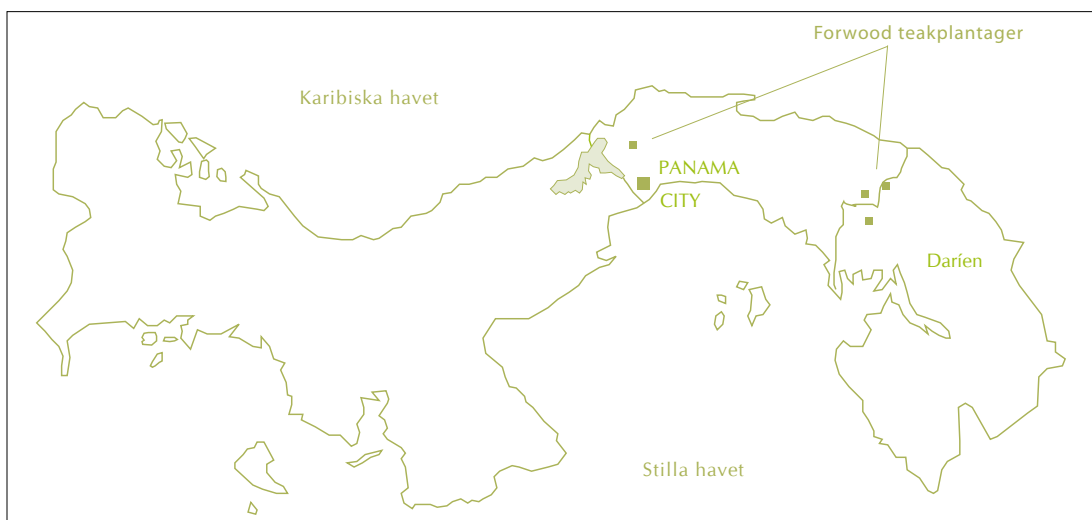 Forwood teakplantager
Karibiska havet
PANAMA
CITY
Daríen
Stilla havet